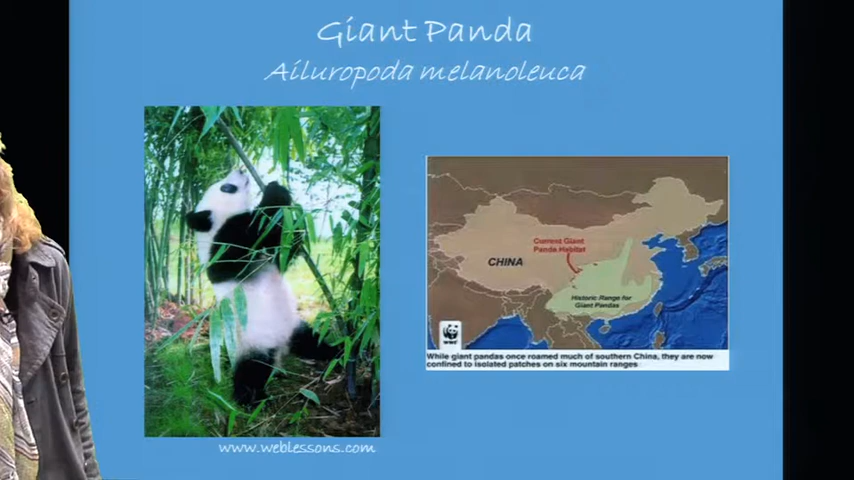 Giant Panda
Ailuropoda melanoleuca
Current Giant
Panda Habitat
CHINA
Historic Range for
Giant Pandas
WWF
While giant pandas once roamed much of southern China, they are now
confined to isolated patches on six mountain ranges
www.weblessons.com